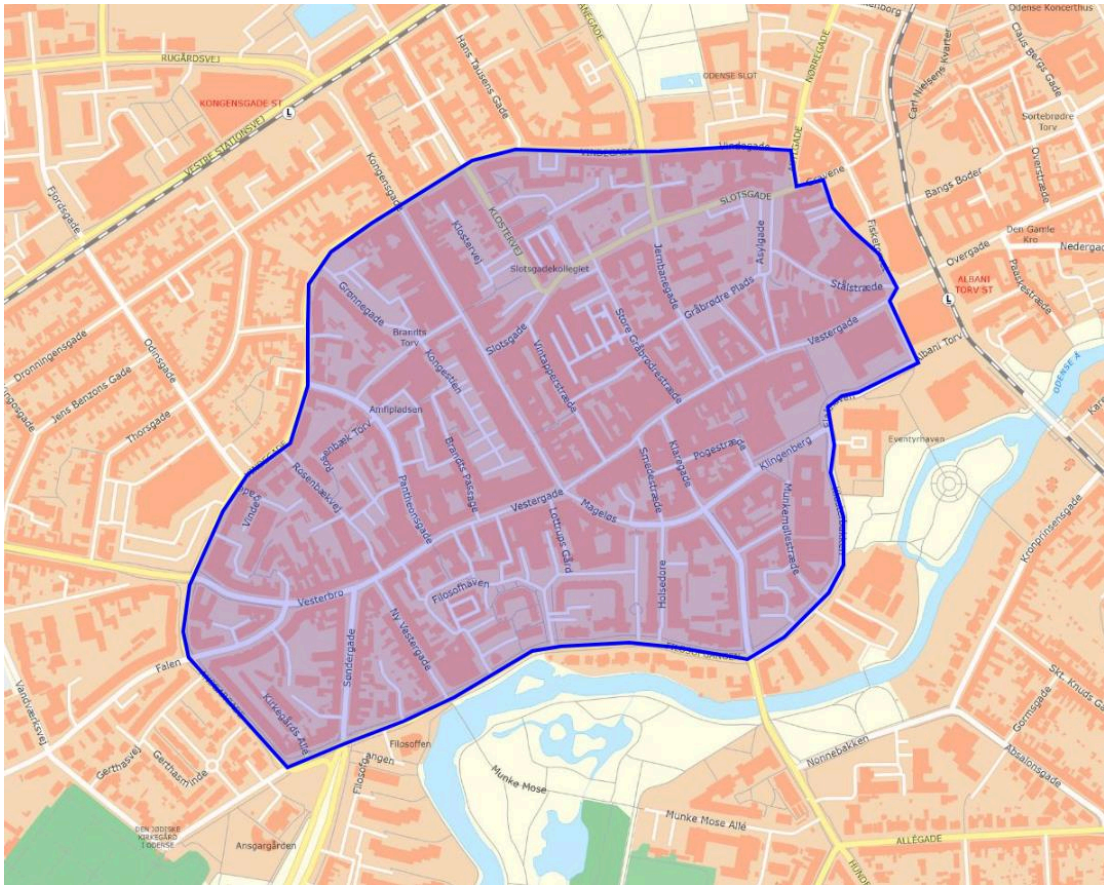 Odense Koncerthus
RUGÅRDSVEJ
Hans Tausens Gade
NØRREGADE
Claus Bergs Gade
Carl Nielsens Kvarter
ODENSE SLOT
KONGENSGADE ST
VESTRE STATIONSVEJ
Sortebrødre
Torv
Overstræde
Kongensgade
VINDEGADE
Vindegade
Fjordsgade
Bangs Boder
SLOTSGADE
KLOSTERVEJ
Klostervej
Asylgade
Den Gamle
Kro
Overgade
Nedergade
Jernbanegade
Slotsgadekollegiet
ALBANI
TORV ST
Paaskestræde
Stålstræde
Grønnegade
Gråbrødre Plads
Store Gråbrødrestræde
Brandts
Torv
Vestergade
Slotsgade
Vintapperstræde
Kongestien
Albani Torv
Odinsgade
Dronningensgade
ODENSE Å
Jens Benzons Gade
Thorsgade
Amfipladsen
Eventyrhaven
Klaregade
Pogestræde
Klingenberg
Smedestræde
Brandts Passage
Rosenbækvej
Pantheonsgade
Vestergade
Mageløs
Munkemøllestræde
Kronprinsensgade
Lottrups Gård
Filosofhaven
Holsedore
Vesterbro
Ny Vestergade
Søndergade
Falen
Kirkegårds Allé
Vandværksvej
Gerthasvej
Gerthasminde
Filosoffen
Gormsgade
Absalonsgade
Nonnebakken
Munke Mose
DEN JØDISKE
KIRKEGÅRD
I ODENSE
Ansgargården
Munke Mose Allé
ALLÉGADE